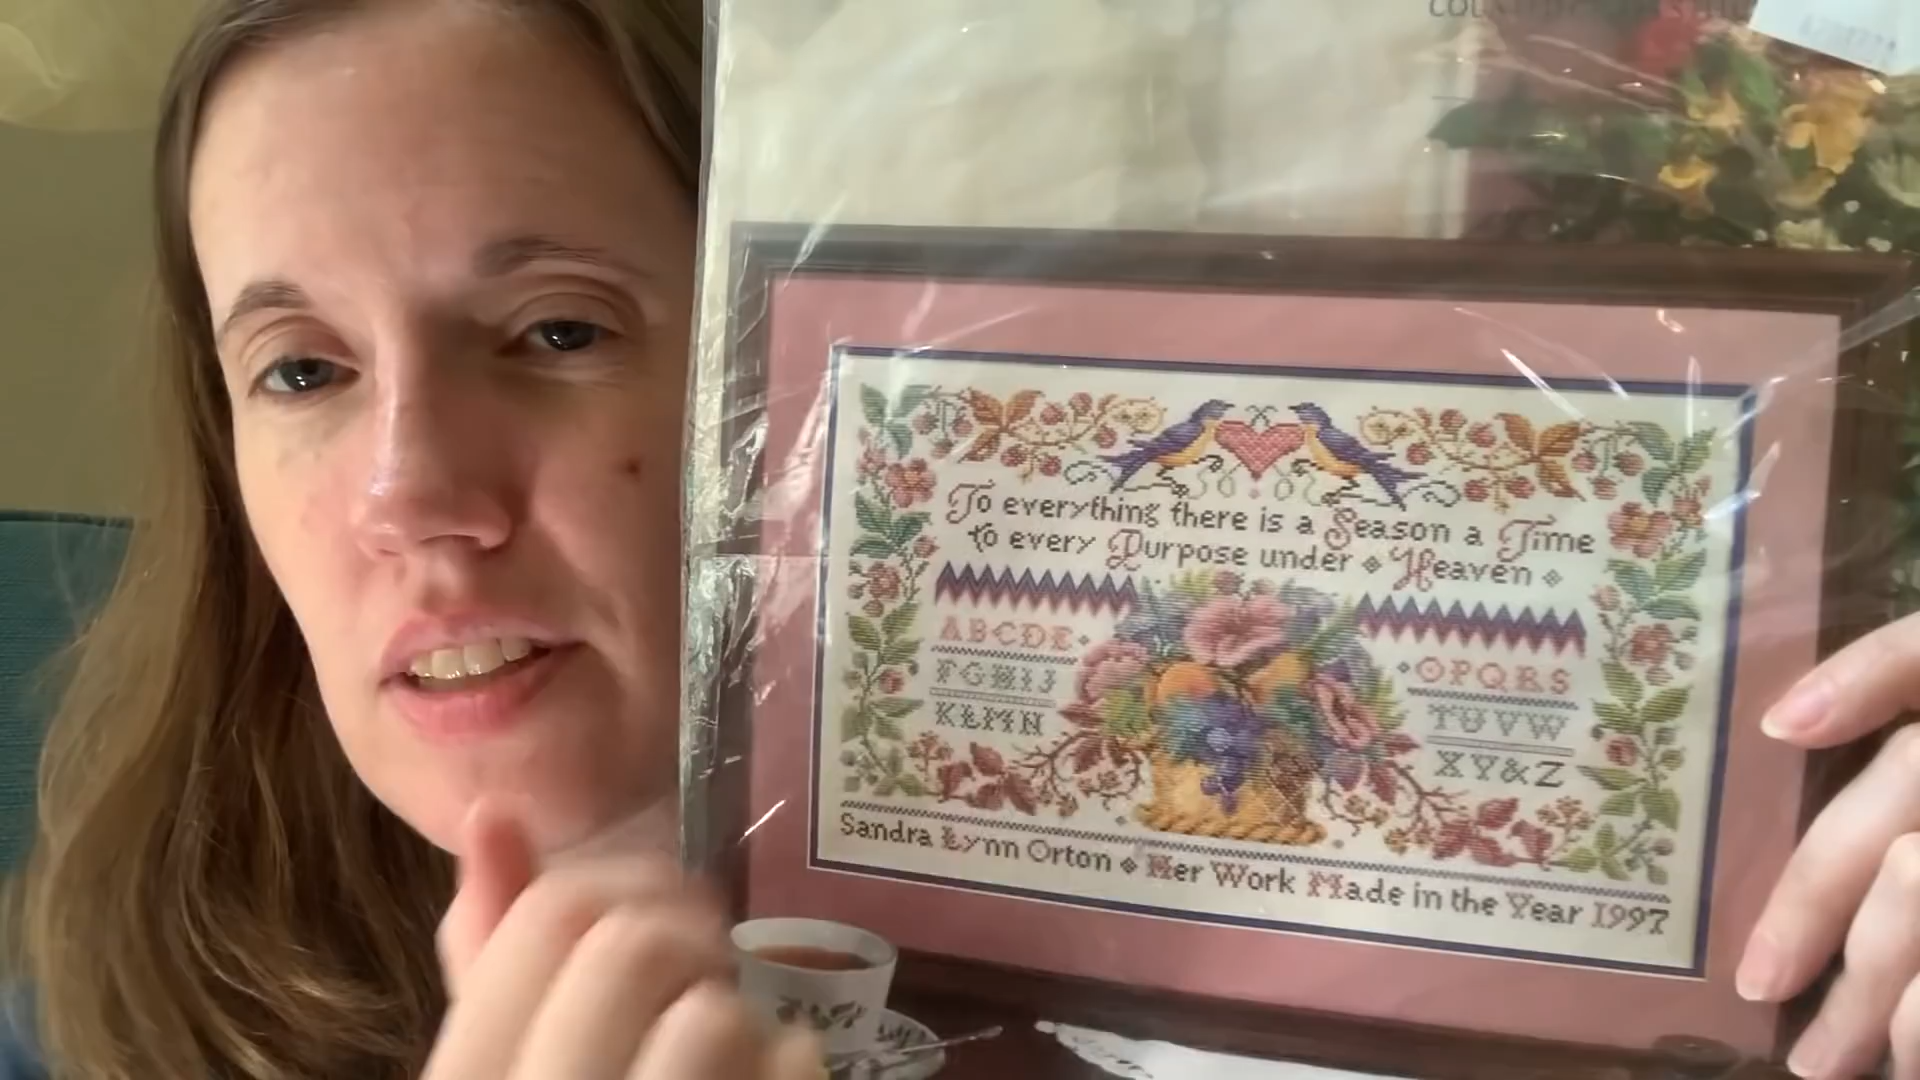 To everything there is a Season a Time
to every Purpose under Heaven
ABCDE
OPQRS
FGHIJ
TUVW
KLMN
XY&Z
Sandra Lynn Orton Her Work Made in the Year 1997